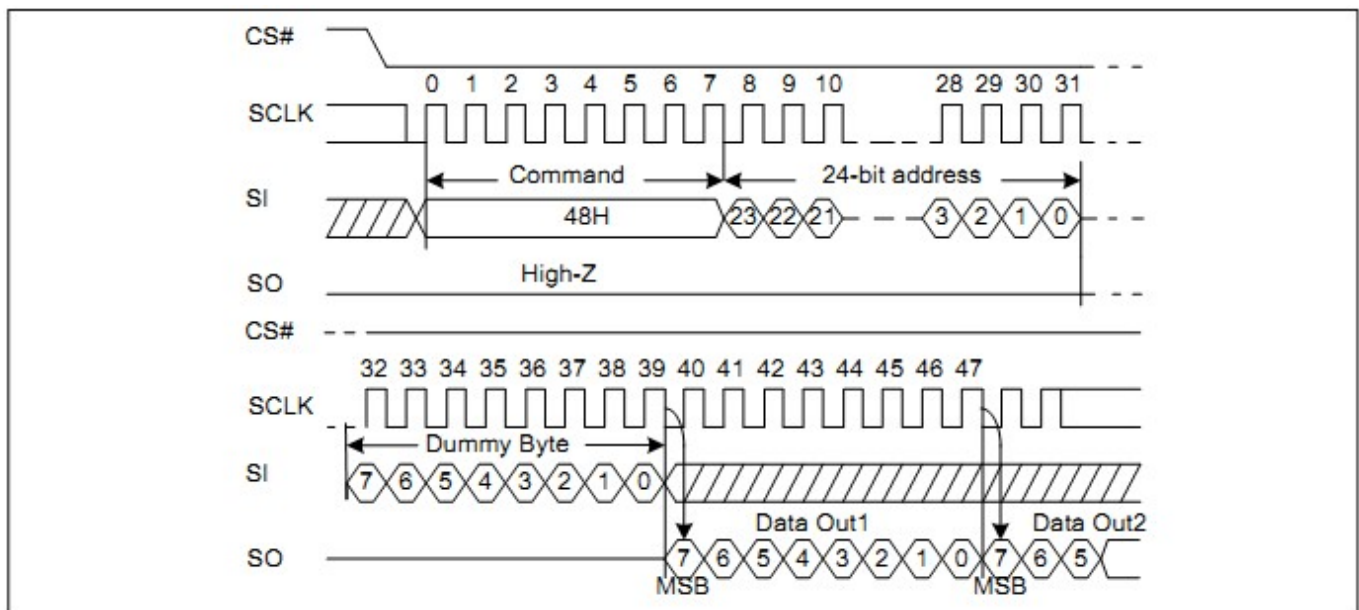 CS#
0 1 2 3 4 5 6 7 8 9 10 28 29 30 31
SCLK
Command 24-bit address
SI
48H 23 22 21 3 2 1 0
High-Z
SO
CS#
32 33 34 35 36 37 38 39 40 41 42 43 44 45 46 47
SCLK
Dummy Byte
SI
7 6 5 4 3 2 1 0
Data Out1 Data Out2
SO
7 6 5 4 3 2 1 0 7 6 5
MSB MSB